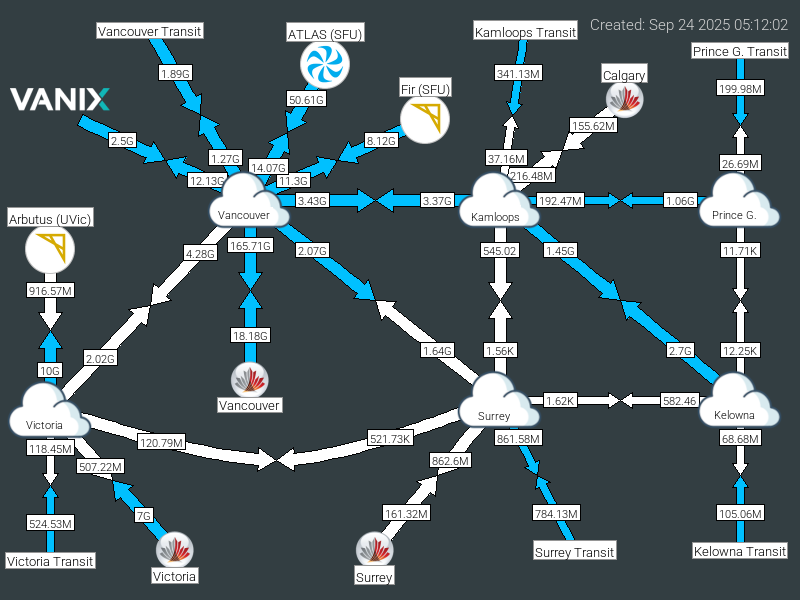 Created: Sep 24 2025 05:12:02
Vancouver Transit
ATLAS (SFU)
Kamloops Transit
Prince G. Transit
1.89G
341.13M
Calgary
199.98M
VANIX
50.61G
Fir (SFU)
155.62M
2.5G
8.12G
1.27G
37.16M
26.69M
14.07G
12.13G
11.3G
216.48M
3.43G
3.37G
192.47M
1.06G
Vancouver
Kamloops
Prince G.
Arbutus (UVic)
165.71G
2.07G
545.02
1.45G
11.71K
4.28G
916.57M
18.18G
1.64G
1.56K
2.7G
12.25K
2.02G
10G
Vancouver
1.62K
582.46
Victoria
Surrey
Kelowna
120.79M
521.73K
861.58M
68.68M
118.45M
507.22M
862.6M
524.53M
7G
161.32M
784.13M
105.06M
Victoria Transit
Victoria
Surrey
Surrey Transit
Kelowna Transit